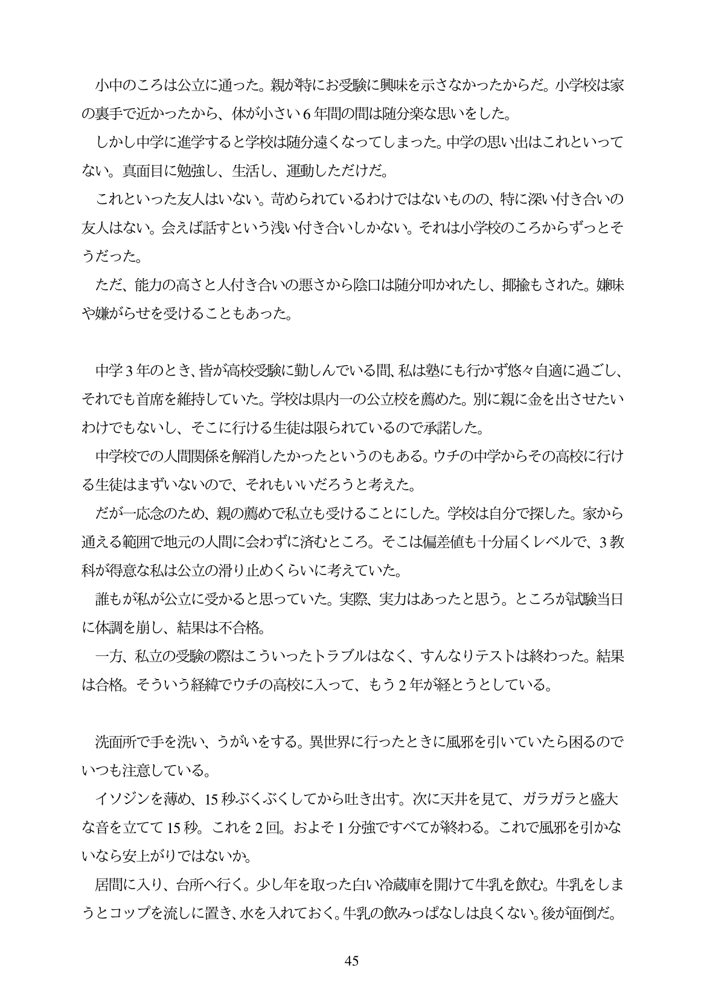 小中のころは公立に通った。親が特にお受験に興味を示さなかったからだ。小学校は家
の裏手で近かったから、体が小さい 6 年間の間は随分楽な思いをした。
しかし中学に進学すると学校は随分遠くなってしまった。中学の思い出はこれといって
ない。真面目に勉強し、生活し、運動しただけだ。
これといった友人はいない。苛められているわけではないものの、特に深い付き合いの
友人はない。会えば話すという浅い付き合いしかない。それは小学校のころからずっとそ
うだった。
ただ、能力の高さと人付き合いの悪さから陰口は随分叩かれたし、揶揄もされた。嫌味
や嫌がらせを受けることもあった。
中学 3 年のとき、皆が高校受験に勤しんでいる間、私は塾にも行かず悠々自適に過ごし、
それでも首席を維持していた。学校は県内一の公立校を薦めた。別に親に金を出させたい
わけでもないし、そこに行ける生徒は限られているので承諾した。
中学校での人間関係を解消したかったというのもある。ウチの中学からその高校に行け
る生徒はまずいないので、それもいいだろうと考えた。
だが一応念のため、親の薦めで私立も受けることにした。学校は自分で探した。家から
通える範囲で地元の人間に会わずに済むところ。そこは偏差値も十分届くレベルで、3 教
科が得意な私は公立の滑り止めくらいに考えていた。
誰もが私が公立に受かると思っていた。実際、実力はあったと思う。ところが試験当日
に体調を崩し、結果は不合格。
一方、私立の受験の際はこういったトラブルはなく、すんなりテストは終わった。結果
は合格。そういう経緯でウチの高校に入って、もう 2 年が経とうとしている。
洗面所で手を洗い、うがいをする。異世界に行ったときに風邪を引いていたら困るので
いつも注意している。
イソジンを薄め、15 秒ぶくぶくしてから吐き出す。次に天井を見て、ガラガラと盛大
な音を立てて 15 秒。これを 2 回。およそ 1 分強ですべてが終わる。これで風邪を引かな
いなら安上がりではないか。
居間に入り、台所へ行く。少し年を取った白い冷蔵庫を開けて牛乳を飲む。牛乳をしま
うとコップを流しに置き、水を入れておく。牛乳の飲みっぱなしは良くない。後が面倒だ。
45